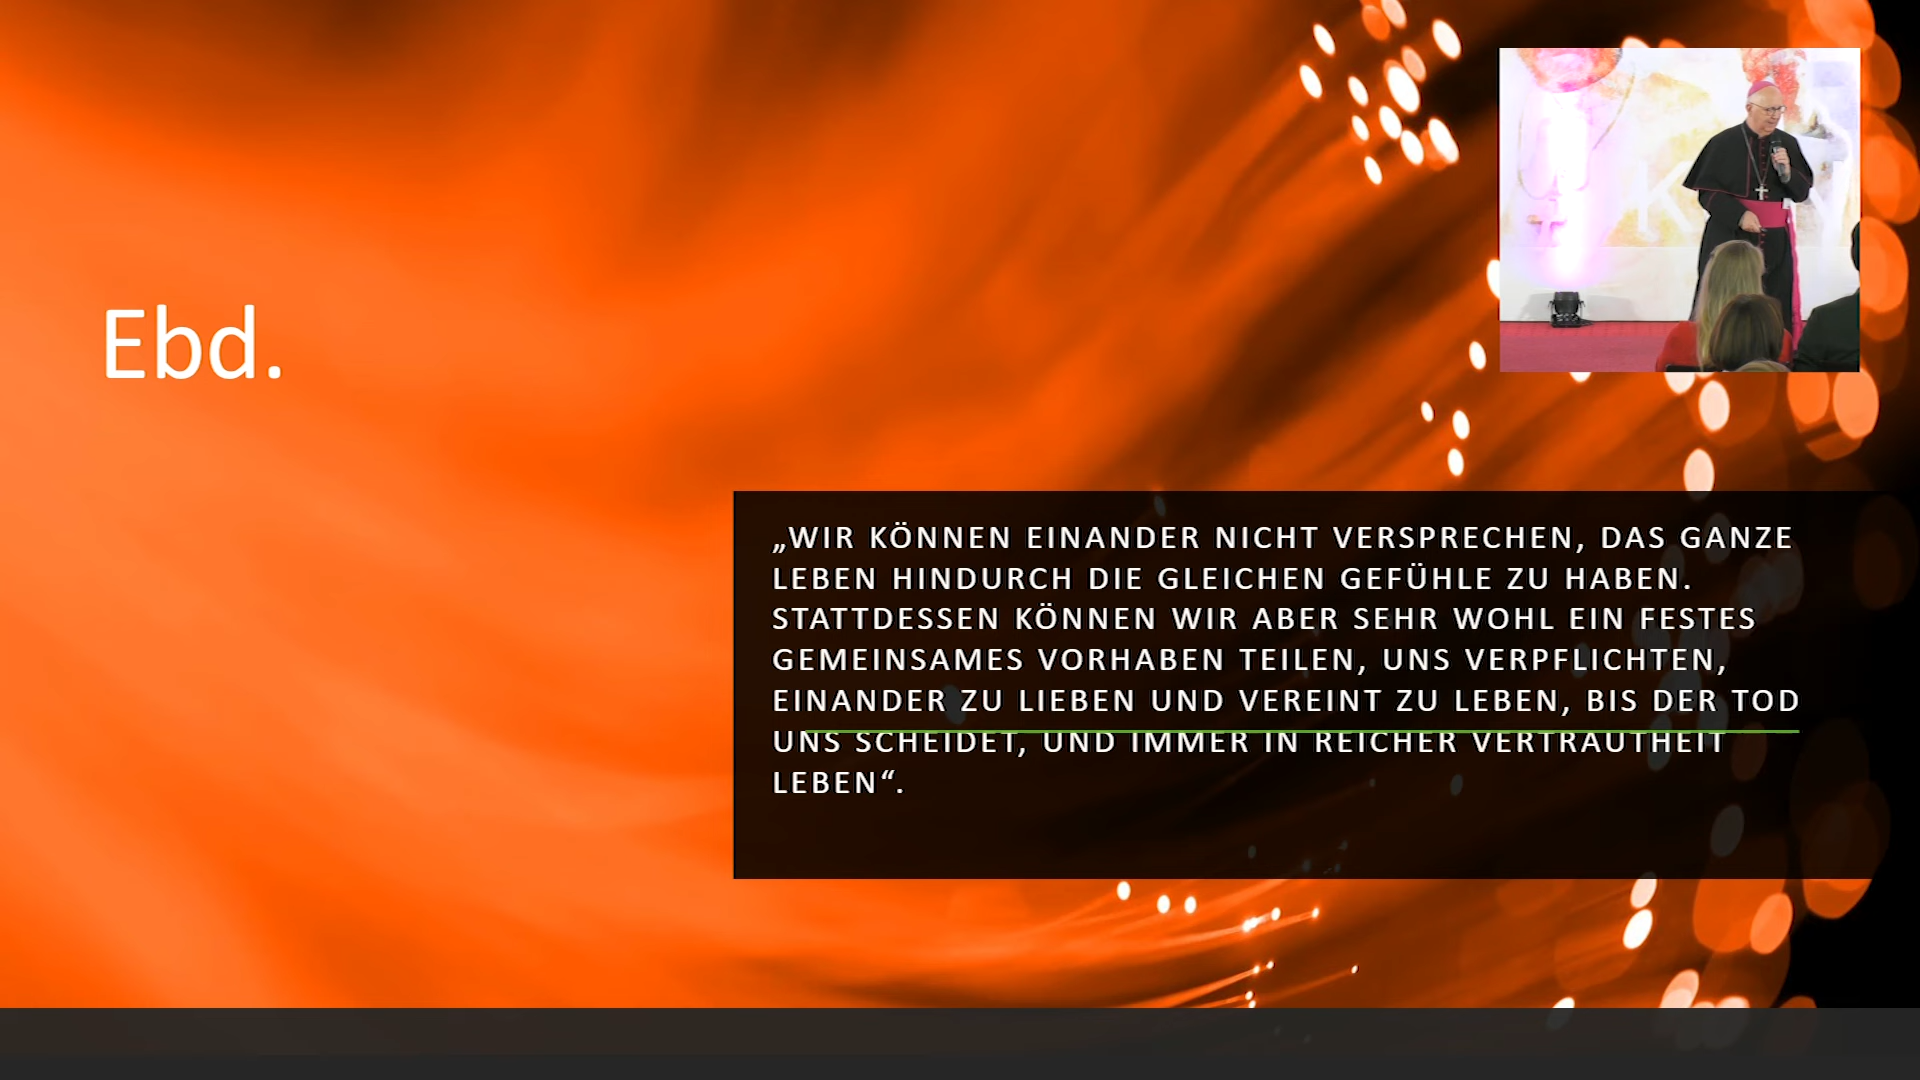 Ebd.
„WIR KÖNNEN EINANDER NICHT VERSPRECHEN, DAS GANZE
LEBEN HINDURCH DIE GLEICHEN GEFÜHLE ZU HABEN.
STATTDESSEN KÖNNEN WIR ABER SEHR WOHL EIN FESTES
GEMEINSAMES VORHABEN TEILEN, UNS VERPFLICHTEN,
EINANDER ZU LIEBEN UND VEREINT ZU LEBEN, BIS DER TOD
UNS SCHEIDET, UND IMMER IN REICHER VERTRAUTHEIT
LEBEN“.